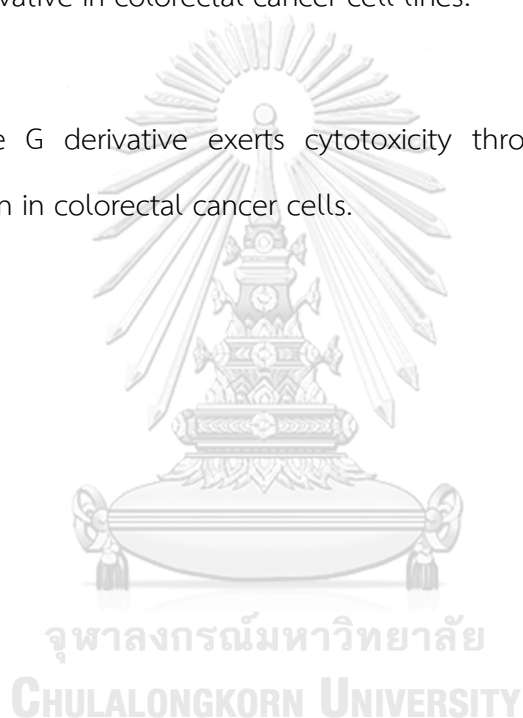 ative in colorectal cancer cell lines.
e G derivative exerts cytotoxicity thro
n in colorectal cancer cells.
จุฬาลงกรณ์มหาวิทยาลัย
CHULALONGKORN UNIVERSITY